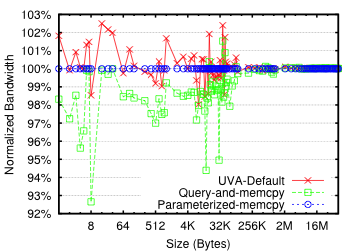 103%
102%
101%
100%
99%
98%
97%
96%
95%
94%
93%
92%
Normalized Bandwidth
UVA-Default
Query-and-memcpy
Parameterized-memcpy
8 64 512 4K 32K 256K 2M 16M
Size (Bytes)